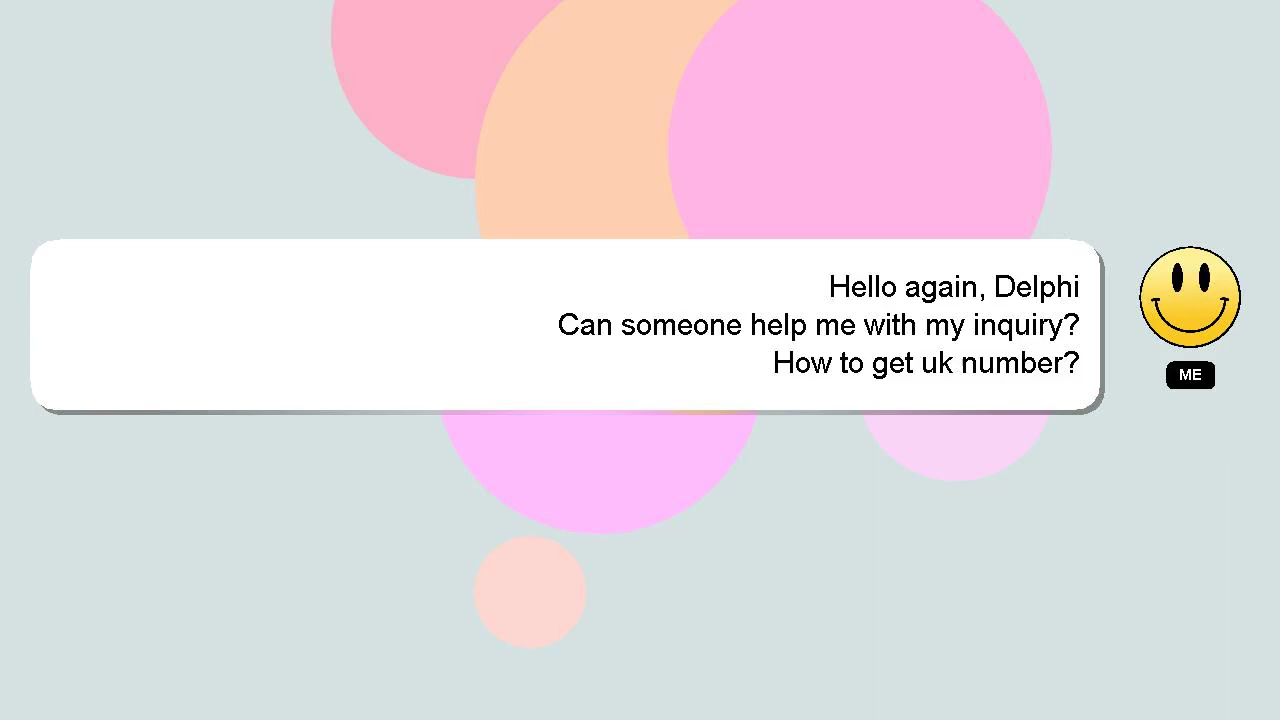 Hello again, Delphi
Can someone help me with my inquiry?
How to get uk number?
ME